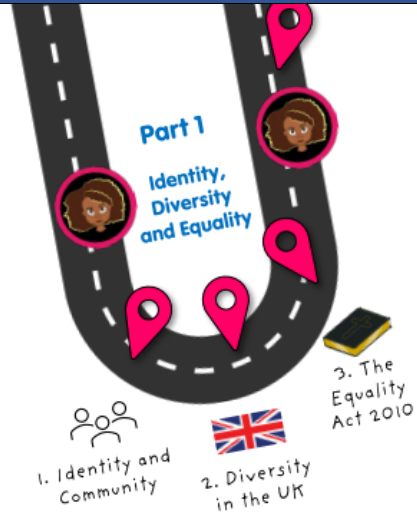 Part 1
Identity,
Diversity
and Equality
1. Identity and
Community
2. Diversity
in the UK
3. The
Equality
Act 2010